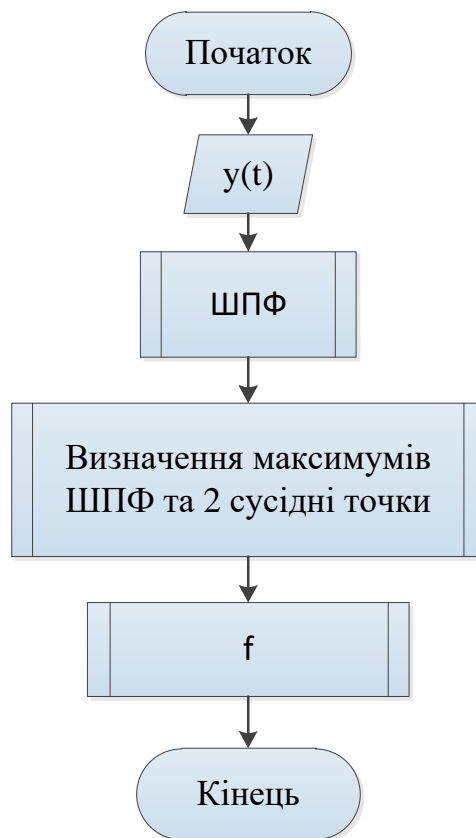 Початок
y(t)
ШПФ
Визначення максимумів
ШПФ та 2 сусідні точки
f
Кінець